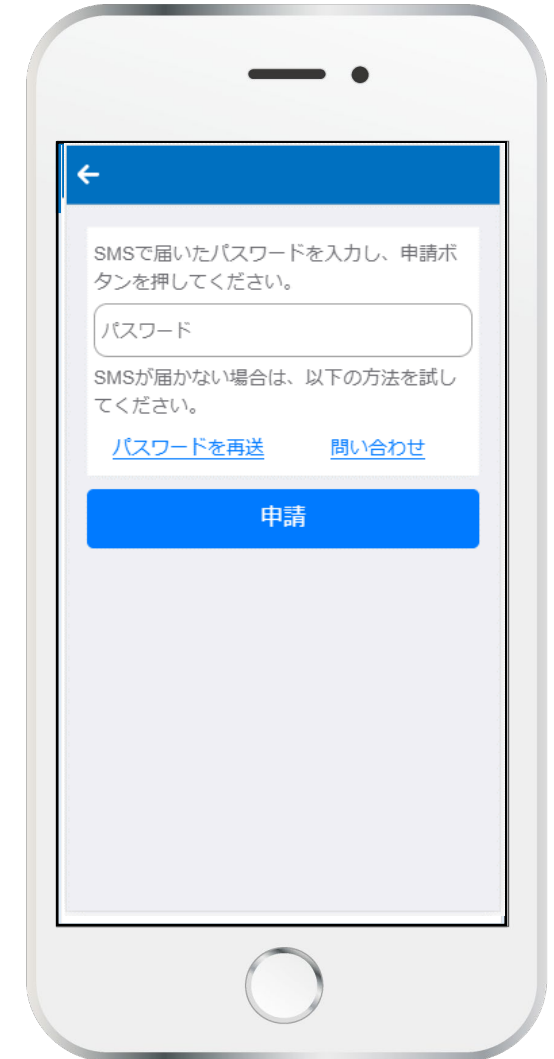 SMSで届いたパスワードを入力し、申請ボ
タンを押してください。
パスワード
SMSが届かない場合は、以下の方法を試し
てください。
パスワードを再送 問い合わせ
申請